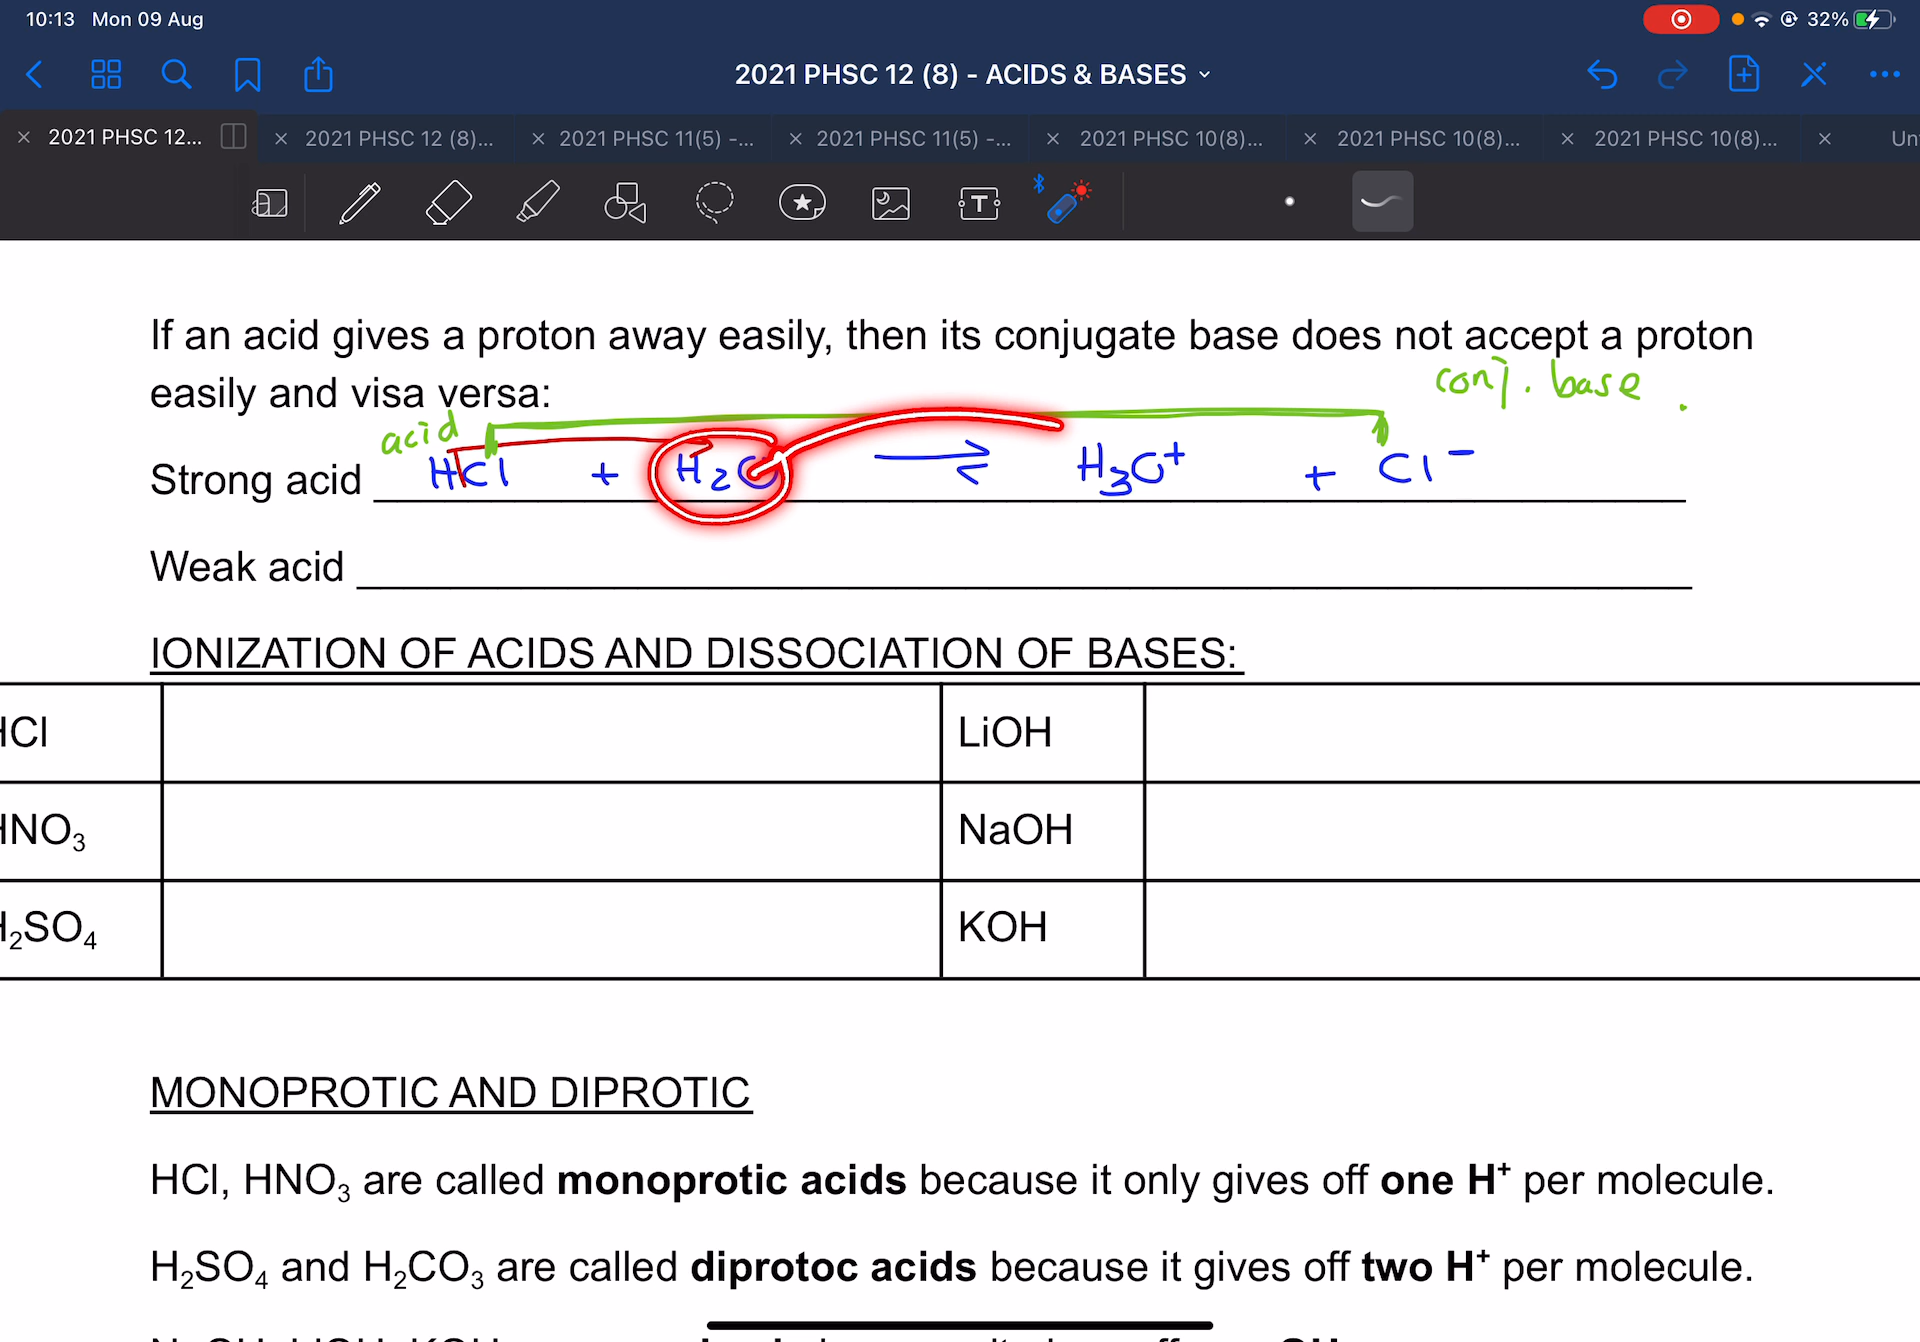 10:13 Mon 09 Aug
32%
2021 PHSC 12 (8) - ACIDS & BASES
2021 PHSC 12... 2021 PHSC 12 (8)... 2021 PHSC 11(5) -... 2021 PHSC 11(5) -... 2021 PHSC 10(8)... 2021 PHSC 10(8)... 2021 PHSC 10(8)... Un
If an acid gives a proton away easily, then its conjugate base does not accept a proton
easily and visa versa:
conj. base.
acid
Strong acid HCl + H₂O ⇌ H₃O⁺ + Cl⁻
Weak acid
IONIZATION OF ACIDS AND DISSOCIATION OF BASES:
HCl LiOH
HNO₃ NaOH
H₂SO₄ KOH
MONOPROTIC AND DIPROTIC
HCl, HNO₃ are called monoprotic acids because it only gives off one H⁺ per molecule.
H₂SO₄ and H₂CO₃ are called diprotoc acids because it gives off two H⁺ per molecule.